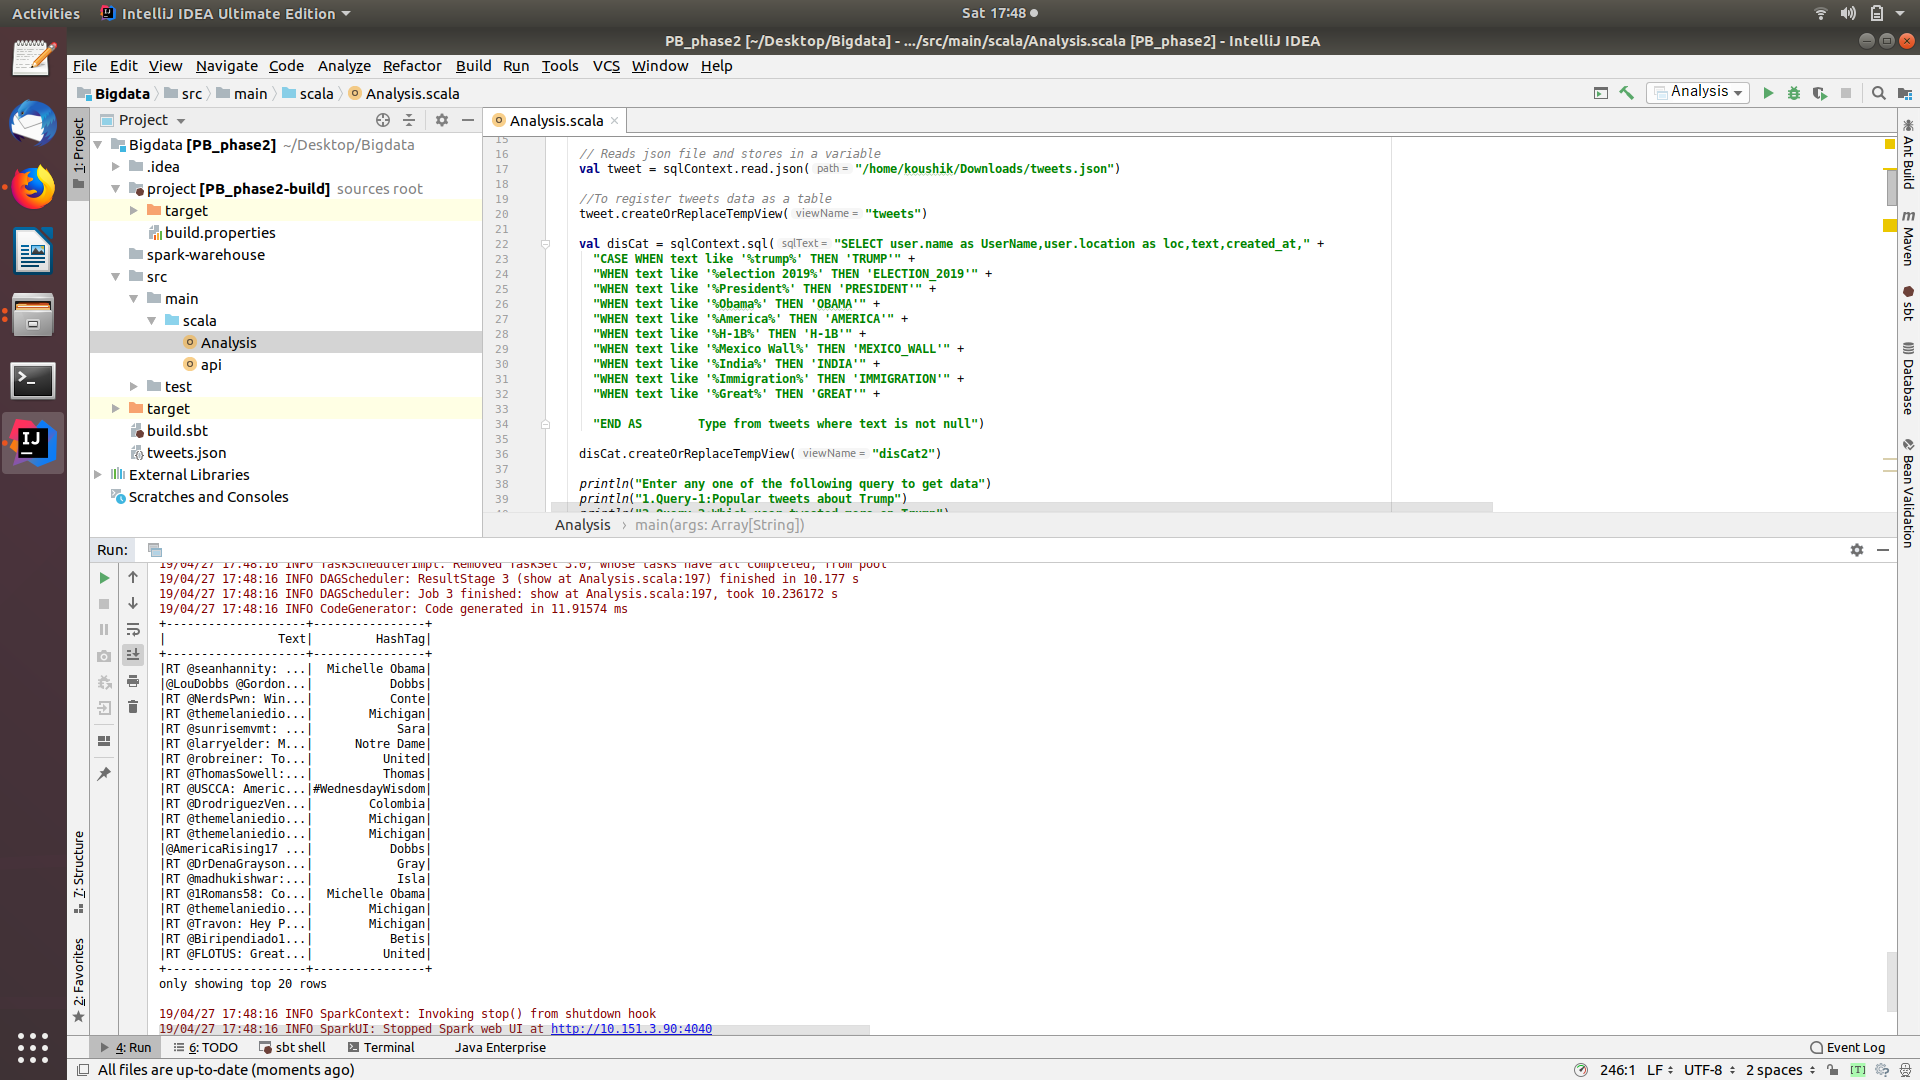 Activities IntelliJ IDEA Ultimate Edition Sat 17:48
PB_phase2 [~/Desktop/Bigdata] - .../src/main/scala/Analysis.scala [PB_phase2] - IntelliJ IDEA
File Edit View Navigate Code Analyze Refactor Build Run Tools VCS Window Help
Bigdata src main scala Analysis.scala Analysis
1: Project
Project
Bigdata [PB_phase2] ~/Desktop/Bigdata
.idea
project [PB_phase2-build] sources root
target
build.properties
spark-warehouse
src
main
scala
Analysis
api
test
target
build.sbt
tweets.json
External Libraries
Scratches and Consoles
Analysis.scala
15
16 // Reads json file and stores in a variable
17 val tweet = sqlContext.read.json( path = "/home/koushik/Downloads/tweets.json")
18
19 //To register tweets data as a table
20 tweet.createOrReplaceTempView( viewName = "tweets")
21
22 val disCat = sqlContext.sql( sqlText = "SELECT user.name as UserName,user.location as loc,text,created_at," +
23 "CASE WHEN text like '%trump%' THEN 'TRUMP'" +
24 "WHEN text like '%election 2019%' THEN 'ELECTION_2019'" +
25 "WHEN text like '%President%' THEN 'PRESIDENT'" +
26 "WHEN text like '%Obama%' THEN 'OBAMA'" +
27 "WHEN text like '%America%' THEN 'AMERICA'" +
28 "WHEN text like '%H-1B%' THEN 'H-1B'" +
29 "WHEN text like '%Mexico Wall%' THEN 'MEXICO_WALL'" +
30 "WHEN text like '%India%' THEN 'INDIA'" +
31 "WHEN text like '%Immigration%' THEN 'IMMIGRATION'" +
32 "WHEN text like '%Great%' THEN 'GREAT'" +
33
34 "END AS        Type from tweets where text is not null")
35
36 disCat.createOrReplaceTempView( viewName = "disCat2")
37
38 println("Enter any one of the following query to get data")
39 println("1.Query-1:Popular tweets about Trump")
Analysis main(args: Array[String])
Ant Build
Maven
sbt
Database
Bean Validation
Run:
19/04/27 17:48:16 INFO TaskSchedulerImpl: Removed TaskSet 3.0, whose tasks have all completed, from pool
19/04/27 17:48:16 INFO DAGScheduler: ResultStage 3 (show at Analysis.scala:197) finished in 10.177 s
19/04/27 17:48:16 INFO DAGScheduler: Job 3 finished: show at Analysis.scala:197, took 10.236172 s
19/04/27 17:48:16 INFO CodeGenerator: Code generated in 11.91574 ms
+--------------------+----------------+
|                Text|         HashTag|
+--------------------+----------------+
|RT @seanhannity: ...|  Michelle Obama|
|@LouDobbs @Gordon...|           Dobbs|
|RT @NerdsPwn: Win...|           Conte|
|RT @themelaniedio...|        Michigan|
|RT @sunrisemvmt: ...|            Sara|
|RT @larryelder: M...|      Notre Dame|
|RT @robreiner: To...|          United|
|RT @ThomasSowell:...|          Thomas|
|RT @USCCA: Americ...|#WednesdayWisdom|
|RT @DrodriguezVen...|        Colombia|
|RT @themelaniedio...|        Michigan|
|RT @themelaniedio...|        Michigan|
|@AmericaRising17 ...|           Dobbs|
|RT @DrDenaGrayson...|            Gray|
|RT @madhukishwar:...|            Isla|
|RT @1Romans58: Co...|  Michelle Obama|
|RT @themelaniedio...|        Michigan|
|RT @Travon: Hey P...|        Michigan|
|RT @Biripendiado1...|           Betis|
|RT @FLOTUS: Great...|          United|
+--------------------+----------------+
only showing top 20 rows
19/04/27 17:48:16 INFO SparkContext: Invoking stop() from shutdown hook
19/04/27 17:48:16 INFO SparkUI: Stopped Spark web UI at http://10.151.3.90:4040
7: Structure
2: Favorites
4: Run 6: TODO sbt shell Terminal Java Enterprise Event Log
All files are up-to-date (moments ago) 246:1 LF UTF-8 2 spaces [T]